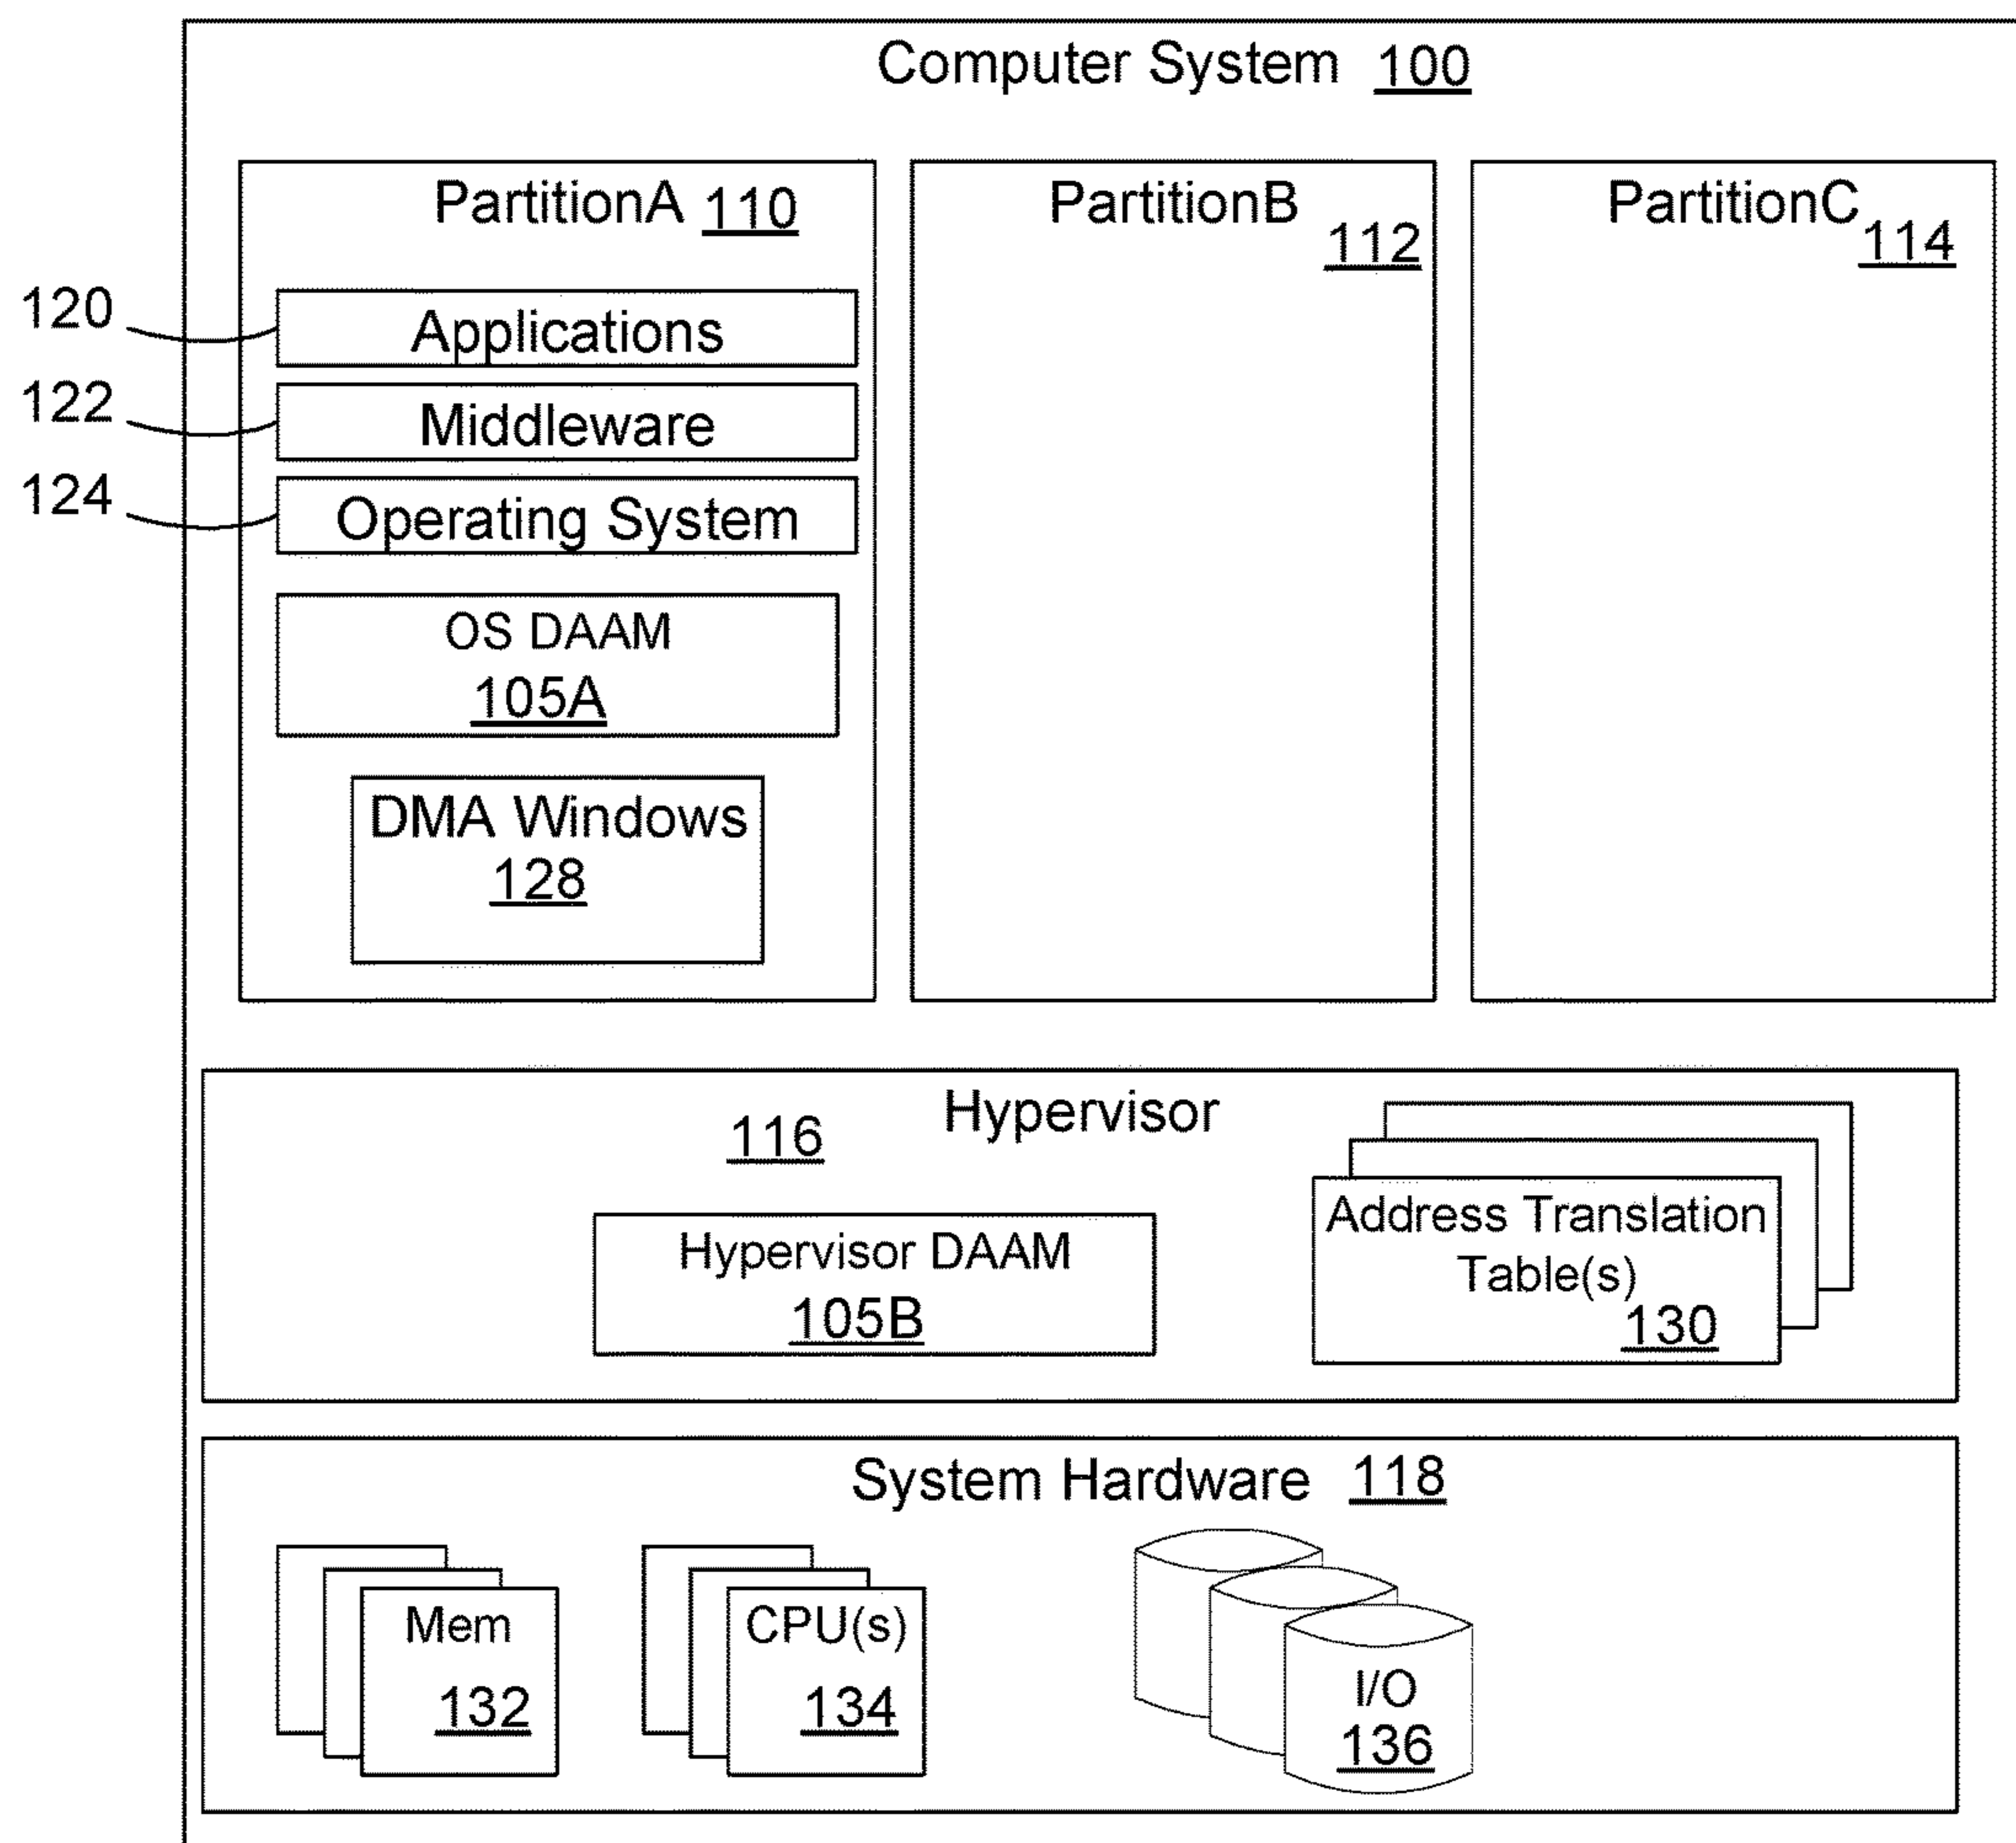 Computer System 100
PartitionA 110
PartitionB 112
PartitionC 114
120
Applications
122
Middleware
124
Operating System
OS DAAM
105A
DMA Windows
128
Hypervisor
116
Hypervisor DAAM
105B
Address Translation
Table(s)
130
System Hardware 118
Mem
132
CPU(s)
134
I/O
136